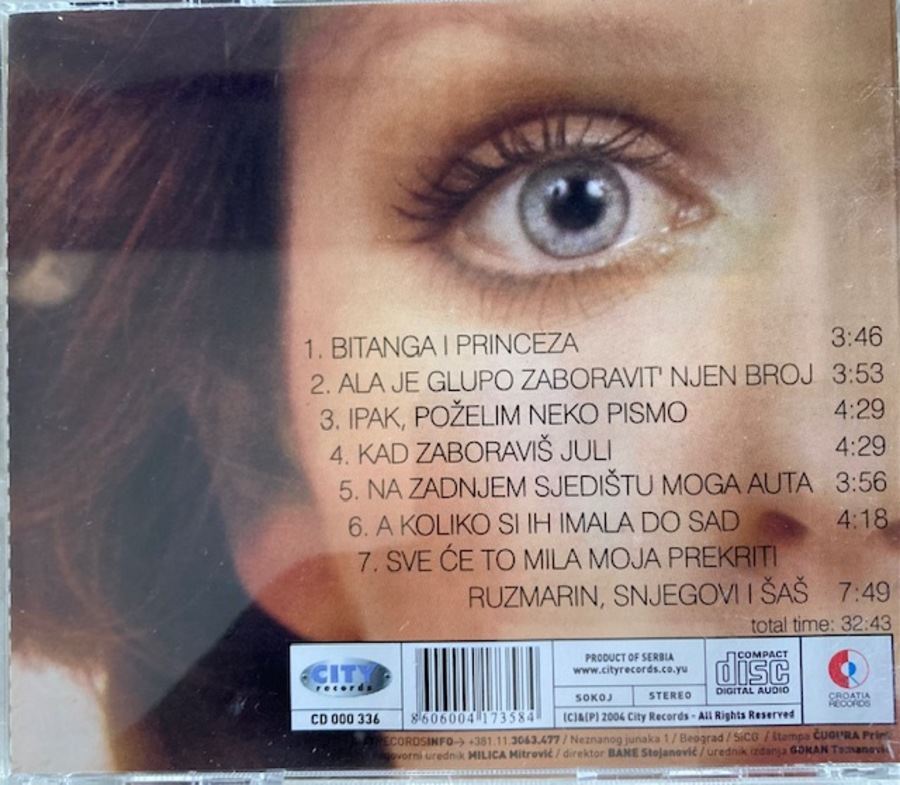 1. BITANGA I PRINCEZA 3:46
2. ALA JE GLUPO ZABORAVIT' NJEN BROJ 3:53
3. IPAK, POŽELIM NEKO PISMO 4:29
4. KAD ZABORAVIŠ JULI 4:29
5. NA ZADNJEM SJEDIŠTU MOGA AUTA 3:56
6. A KOLIKO SI IH IMALA DO SAD 4:18
7. SVE ĆE TO MILA MOJA PREKRITI
RUZMARIN, SNJEGOVI I ŠAŠ 7:49
total time: 32:43
CITY
records
CD 000 336
8606004 173584
PRODUCT OF SERBIA
www.cityrecords.co.yu
SOKOJ STEREO
(C)&(P) 2004 City Records - All Rights Reserved
COMPACT
disc
DIGITAL AUDIO
CROATIA
RECORDS
RECORDSINFO +381.11.3063.477 / Neznanog junaka 1 / Beograd / SiCG / štampa
urednik MILICA Mitrović / direktor BANE Stojanović / urednik izdanja GORAN